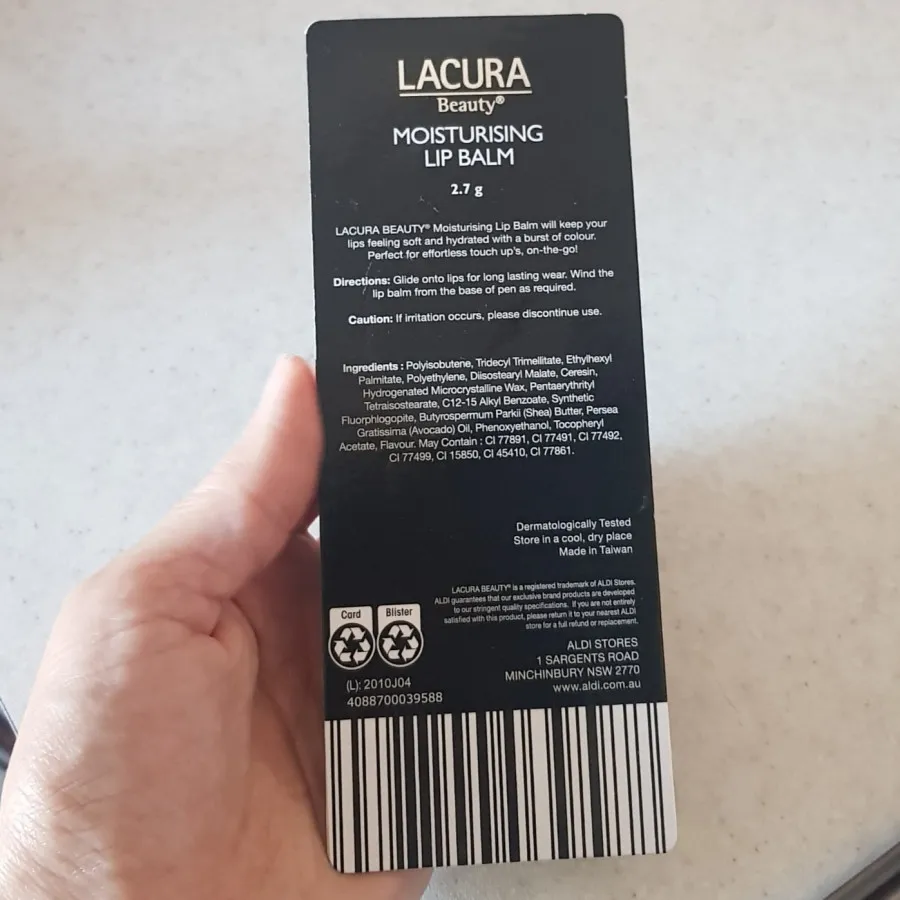 LACURA
Beauty®
MOISTURISING
LIP BALM
2.7 g
LACURA BEAUTY® Moisturising Lip Balm will keep your
lips feeling soft and hydrated with a burst of colour.
Perfect for effortless touch up's, on-the-go!
Directions: Glide onto lips for long lasting wear. Wind the
lip balm from the base of pen as required.
Caution: If irritation occurs, please discontinue use.
Ingredients : Polyisobutene, Tridecyl Trimellitate, Ethylhexyl
Palmitate, Polyethylene, Diisostearyl Malate, Ceresin,
Hydrogenated Microcrystalline Wax, Pentaerythrityl
Tetraisostearate, C12-15 Alkyl Benzoate, Synthetic
Fluorphlogopite, Butyrospermum Parkii (Shea) Butter, Persea
Gratissima (Avocado) Oil, Phenoxyethanol, Tocopheryl
Acetate, Flavour. May Contain : CI 77891, CI 77491, CI 77492,
CI 77499, CI 15850, CI 45410, CI 77861.
Dermatologically Tested
Store in a cool, dry place
Made in Taiwan
LACURA BEAUTY® is a registered trademark of ALDI Stores.
ALDI guarantees that our exclusive brand products are developed
to our stringent quality specifications. If you are not entirely
satisfied with this product, please return it to your nearest ALDI
store for a full refund or replacement.
Card Blister
ALDI STORES
1 SARGENTS ROAD
MINCHINBURY NSW 2770
www.aldi.com.au
(L): 2010J04
4088700039588